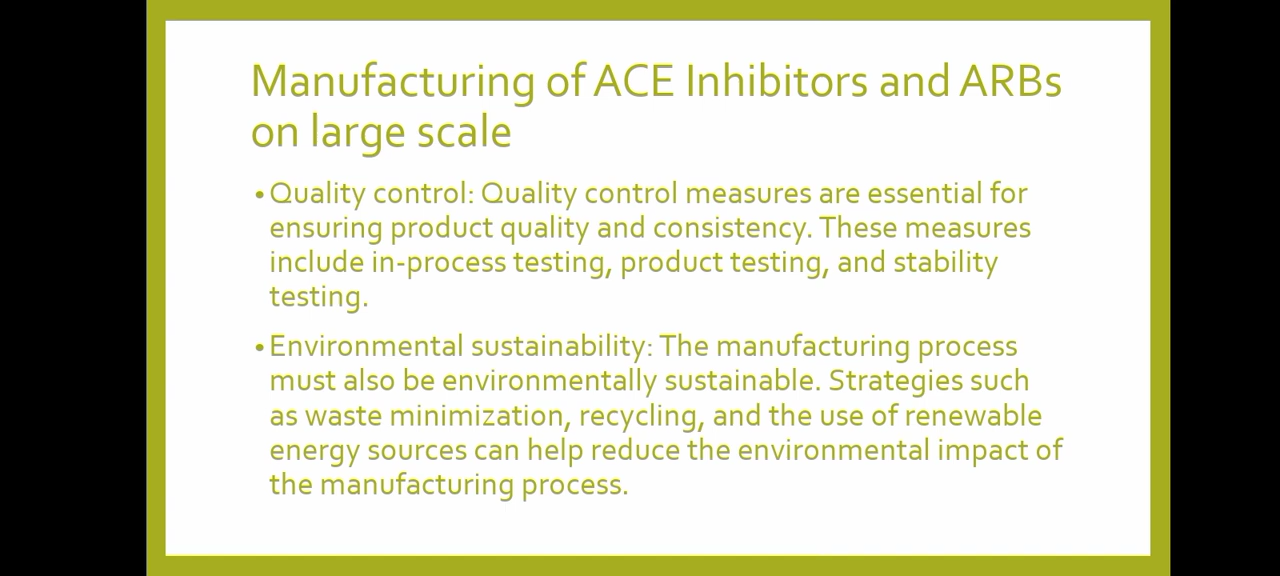 Manufacturing of ACE Inhibitors and ARBs
on large scale
• Quality control: Quality control measures are essential for
ensuring product quality and consistency. These measures
include in-process testing, product testing, and stability
testing.
• Environmental sustainability: The manufacturing process
must also be environmentally sustainable. Strategies such
as waste minimization, recycling, and the use of renewable
energy sources can help reduce the environmental impact of
the manufacturing process.